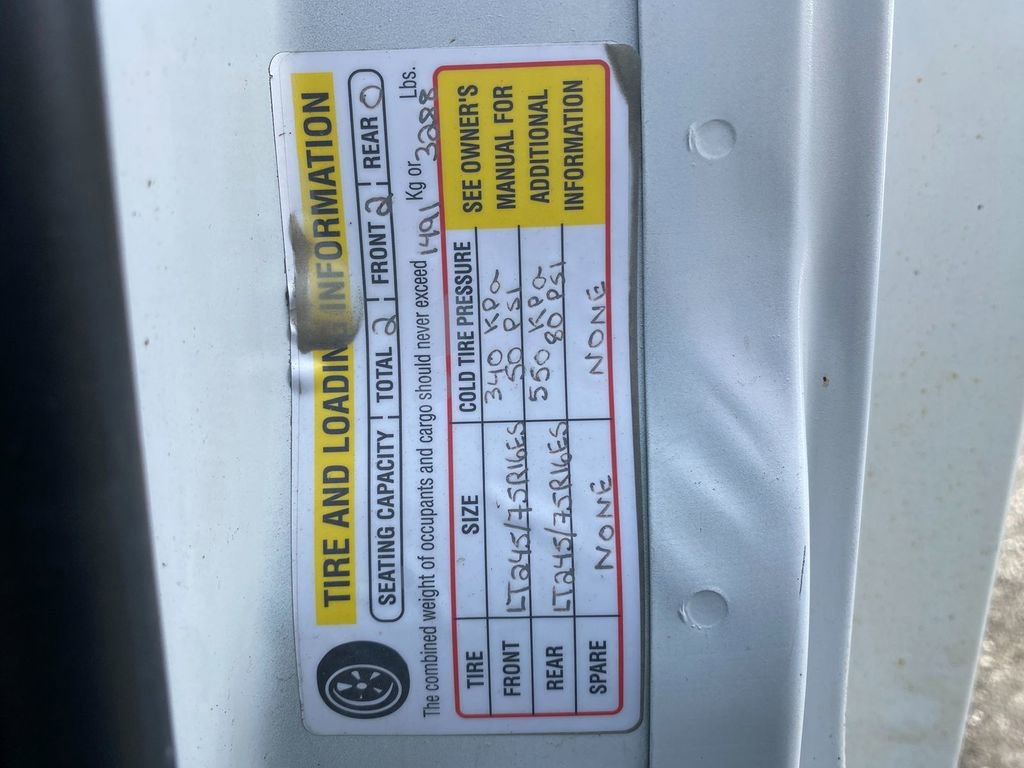 TIRE AND LOADING INFORMATION
SEATING CAPACITY TOTAL 2 FRONT 2 REAR 0
The combined weight of occupants and cargo should never exceed 1491 Kg or 3288 Lbs.
TIRE SIZE COLD TIRE PRESSURE
FRONT LT245/75R16ES 340 KPa 50 PSI
REAR LT245/75R16ES 550 KPa 80 PSI
SPARE NONE NONE
SEE OWNER'S
MANUAL FOR
ADDITIONAL
INFORMATION